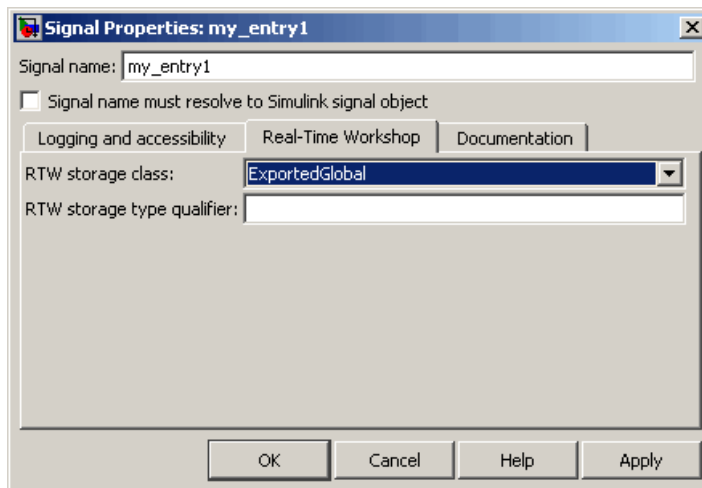 Signal Properties: my_entry1
Signal name: my_entry1
Signal name must resolve to Simulink signal object
Logging and accessibility Real-Time Workshop Documentation
RTW storage class: ExportedGlobal
RTW storage type qualifier:
OK Cancel Help Apply